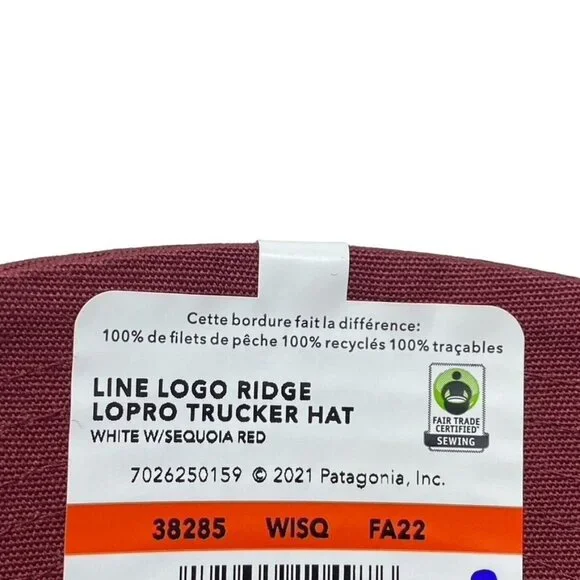 Cette bordure fait la différence:
100% de filets de pêche 100% recyclés 100% traçables
LINE LOGO RIDGE
LOPRO TRUCKER HAT
WHITE W/SEQUOIA RED
FAIR TRADE
CERTIFIED™
SEWING
7026250159 © 2021 Patagonia, Inc.
38285 WISQ FA22